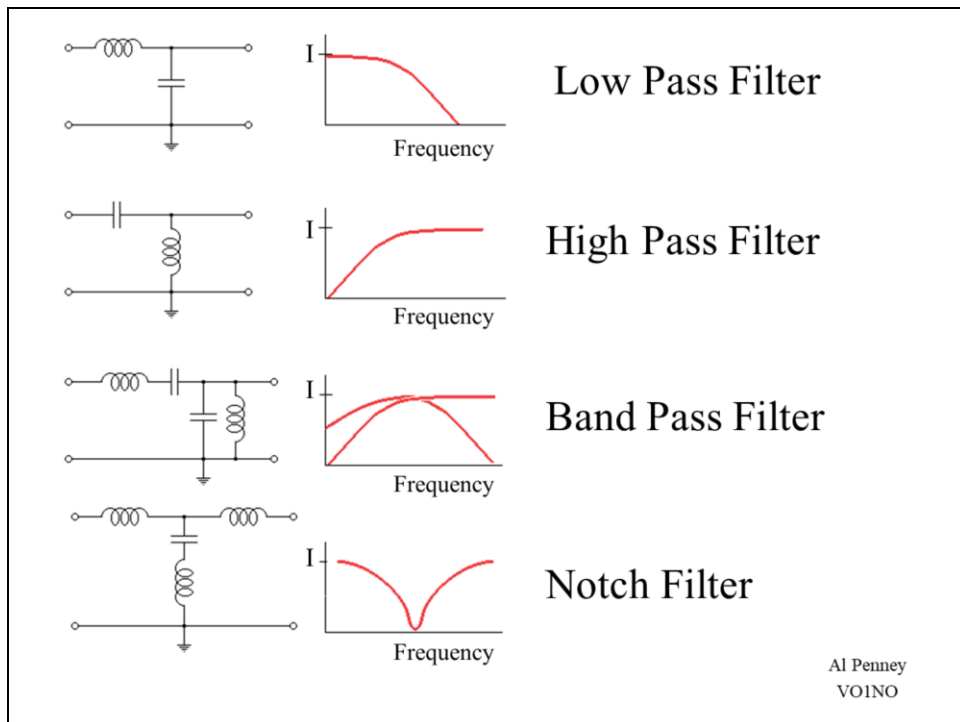 I
Frequency
Low Pass Filter
I
Frequency
High Pass Filter
I
Frequency
Band Pass Filter
I
Frequency
Notch Filter
Al Penney
VO1NO